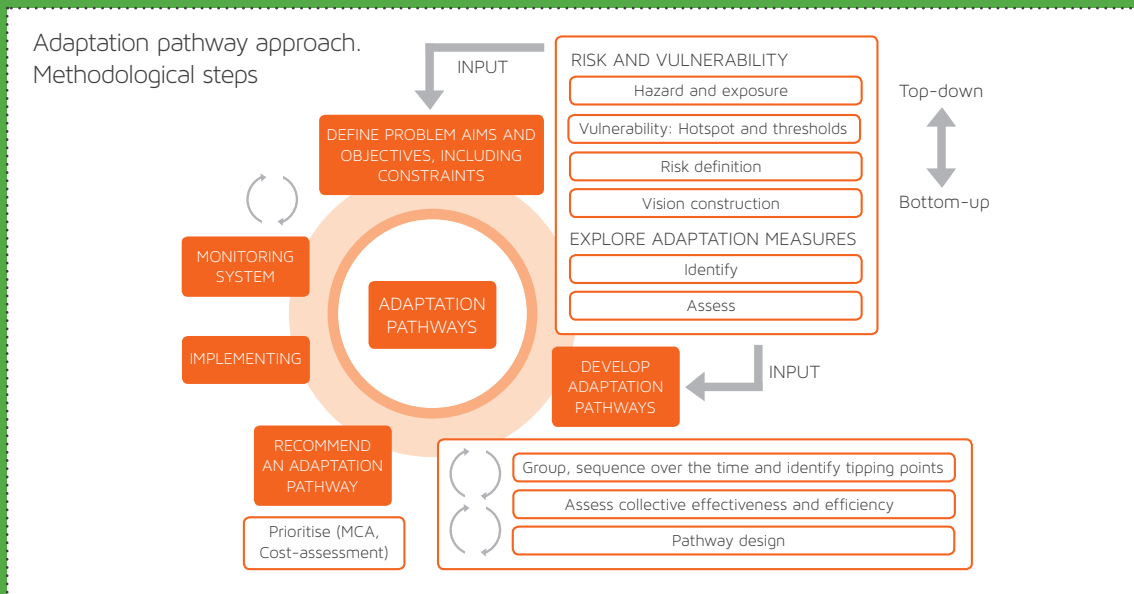 Adaptation pathway approach.
Methodological steps
INPUT
RISK AND VULNERABILITY
Hazard and exposure
Vulnerability: Hotspot and thresholds
Risk definition
Vision construction
EXPLORE ADAPTATION MEASURES
Identify
Assess
Top-down
Bottom-up
DEFINE PROBLEM AIMS AND
OBJECTIVES, INCLUDING
CONSTRAINTS
MONITORING
SYSTEM
ADAPTATION
PATHWAYS
IMPLEMENTING
DEVELOP
ADAPTATION
PATHWAYS
INPUT
RECOMMEND
AN ADAPTATION
PATHWAY
Prioritise (MCA,
Cost-assessment)
Group, sequence over the time and identify tipping points
Assess collective effectiveness and efficiency
Pathway design